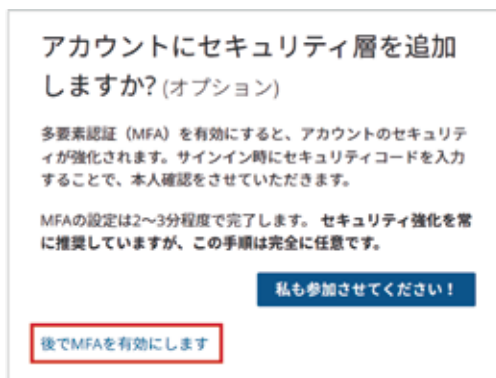 アカウントにセキュリティ層を追加
しますか? (オプション)
多要素認証（MFA）を有効にすると、アカウントのセキュリテ
ィが強化されます。サインイン時にセキュリティコードを入力
することで、本人確認をさせていただきます。
MFAの設定は2～3分程度で完了します。 セキュリティ強化を常
に推奨していますが、この手順は完全に任意です。
私も参加させてください！
後でMFAを有効にします